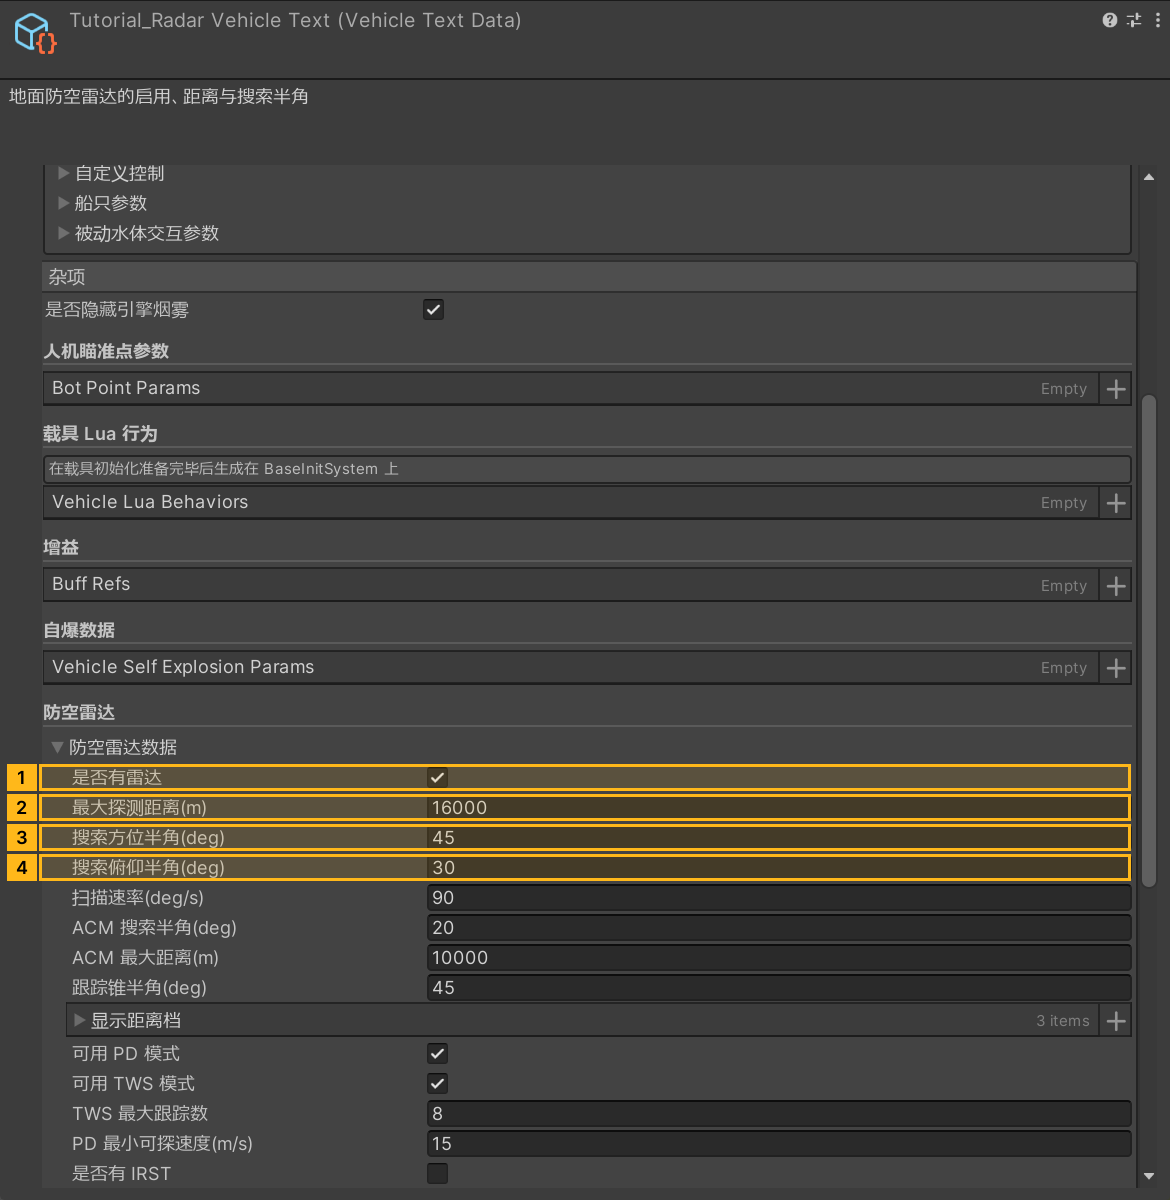 Tutorial_Radar Vehicle Text (Vehicle Text Data)
地面防空雷达的启用、距离与搜索半角
自定义控制
船只参数
被动水体交互参数
杂项
是否隐藏引擎烟雾
人机瞄准点参数
Bot Point Params Empty
载具 Lua 行为
在载具初始化准备完毕后生成在 BaseInitSystem 上
Vehicle Lua Behaviors Empty
增益
Buff Refs Empty
自爆数据
Vehicle Self Explosion Params Empty
防空雷达
防空雷达数据
1 是否有雷达
2 最大探测距离(m) 16000
3 搜索方位半角(deg) 45
4 搜索俯仰半角(deg) 30
扫描速率(deg/s) 90
ACM 搜索半角(deg) 20
ACM 最大距离(m) 10000
跟踪锥半角(deg) 45
显示距离档 3 items
可用 PD 模式
可用 TWS 模式
TWS 最大跟踪数 8
PD 最小可探速度(m/s) 15
是否有 IRST